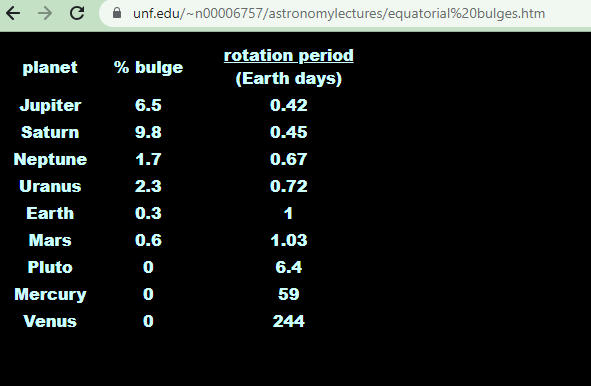 unf.edu/~n00006757/astronomylectures/equatorial%20bulges.htm
planet % bulge rotation period (Earth days)
Jupiter 6.5 0.42
Saturn 9.8 0.45
Neptune 1.7 0.67
Uranus 2.3 0.72
Earth 0.3 1
Mars 0.6 1.03
Pluto 0 6.4
Mercury 0 59
Venus 0 244